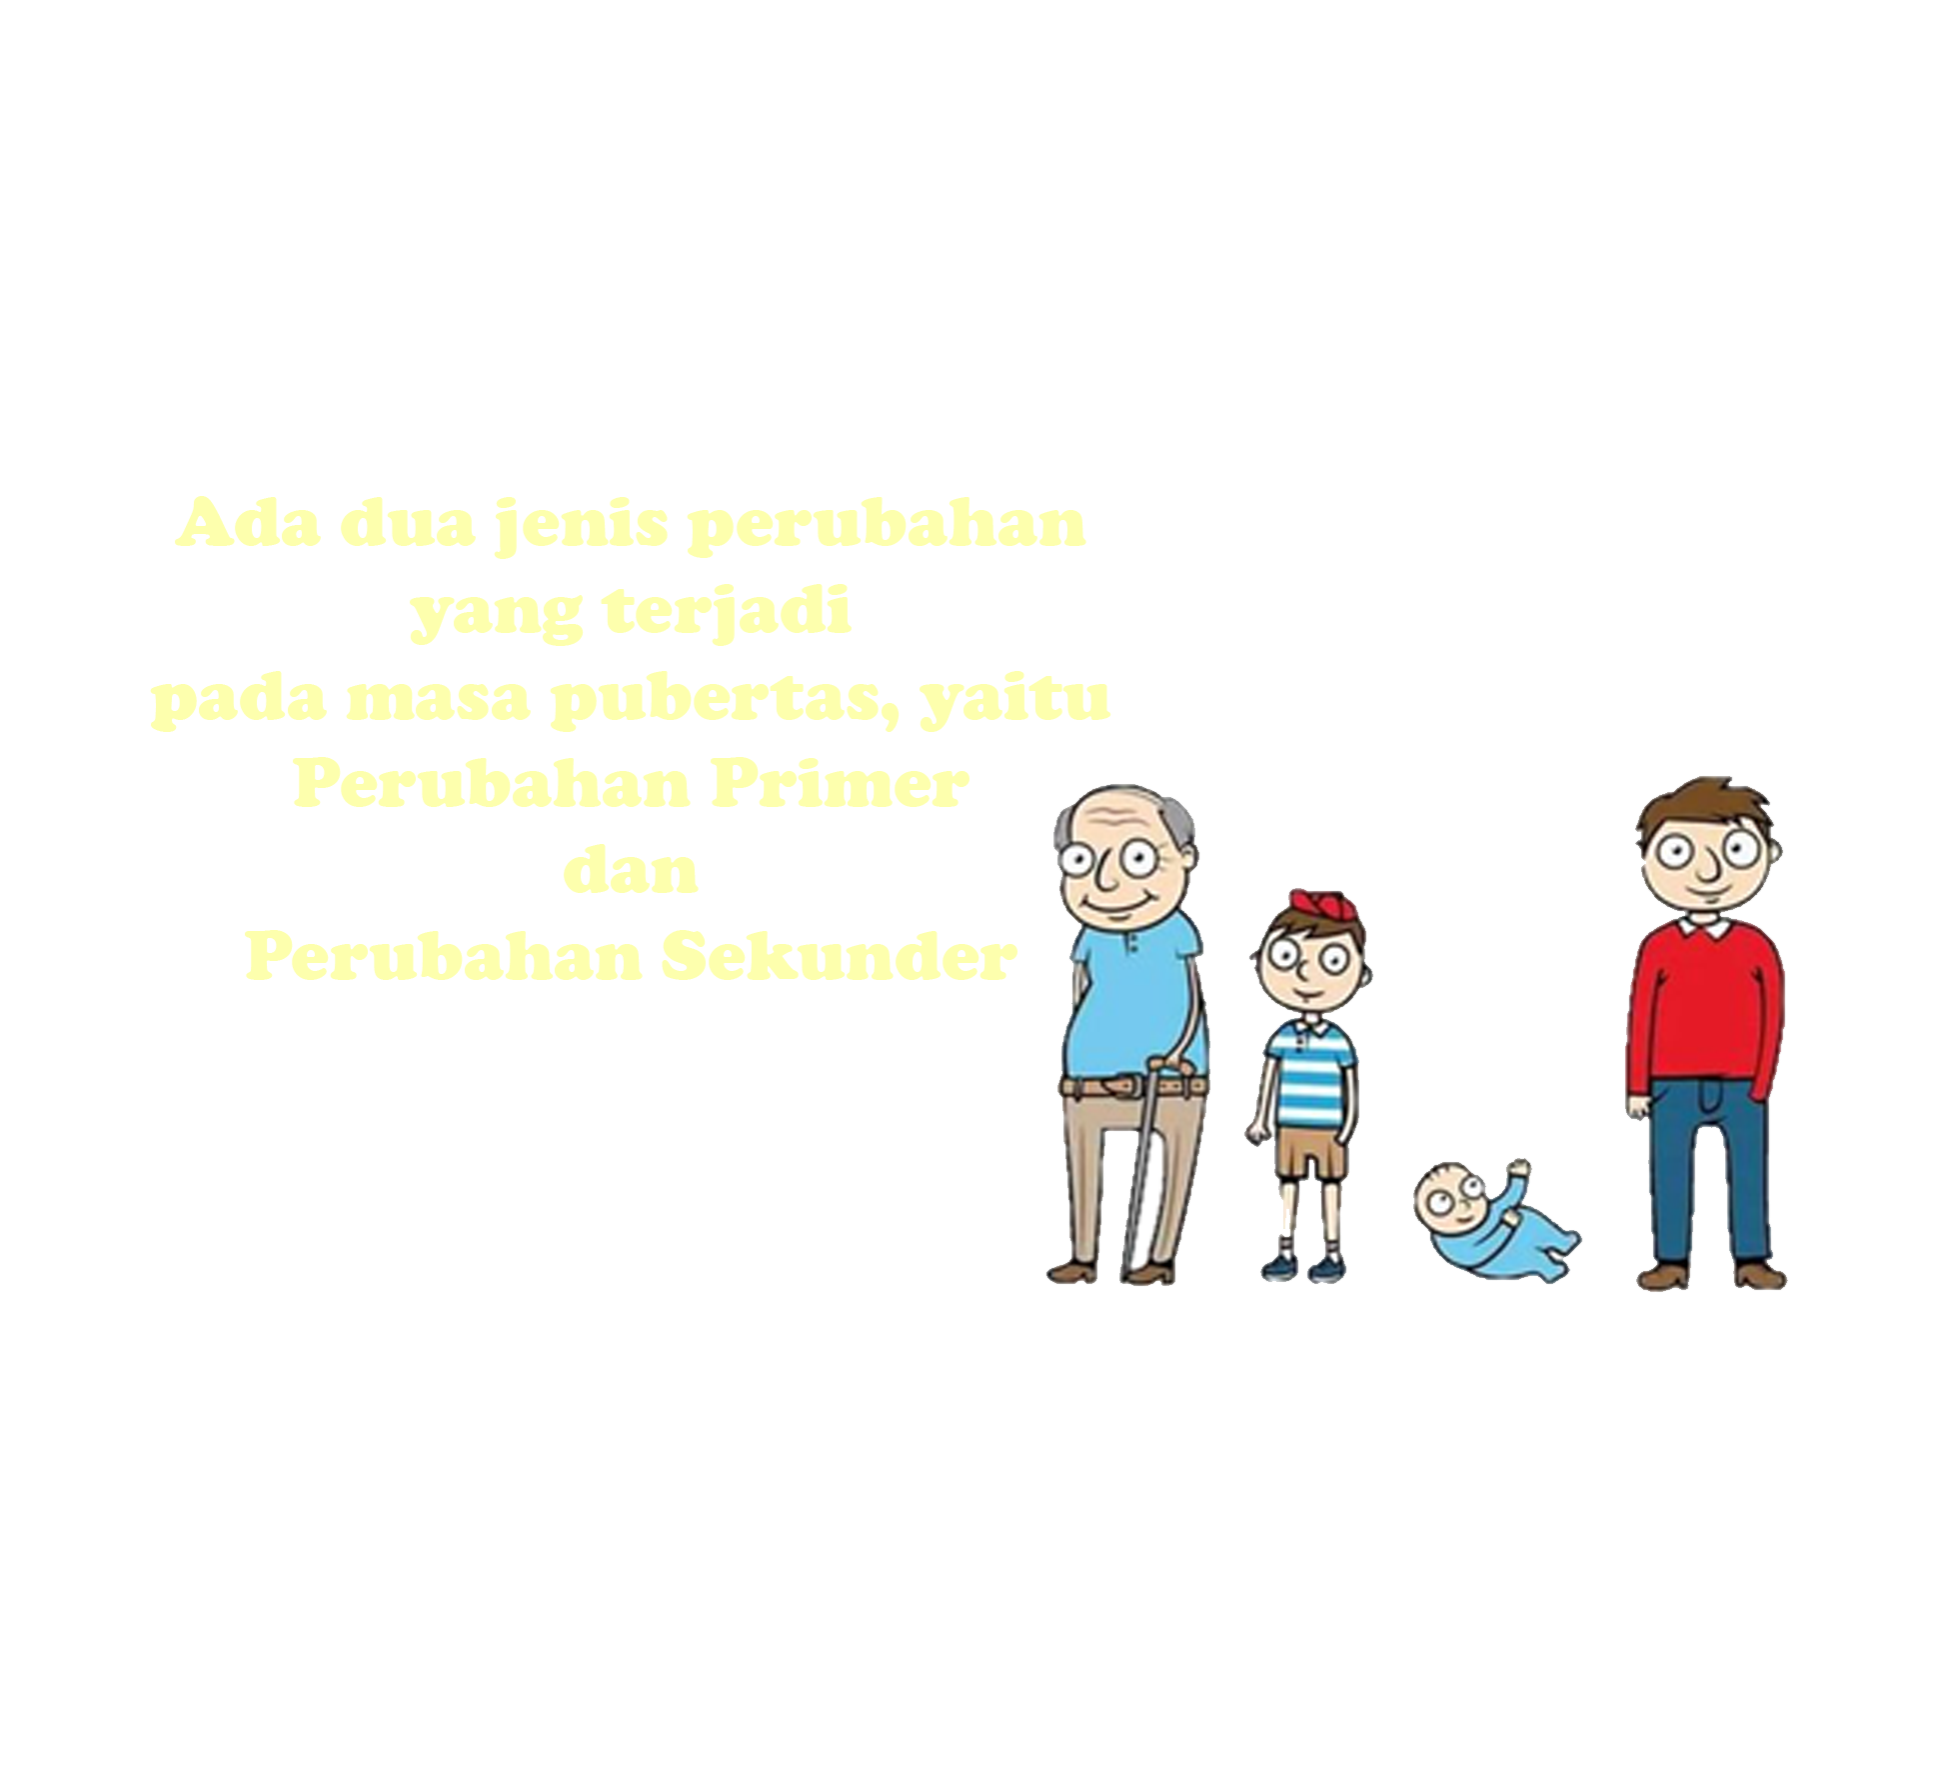 Ada dua jenis perubahan
yang terjadi
pada masa pubertas, yaitu
Perubahan Primer
dan
Perubahan Sekunder